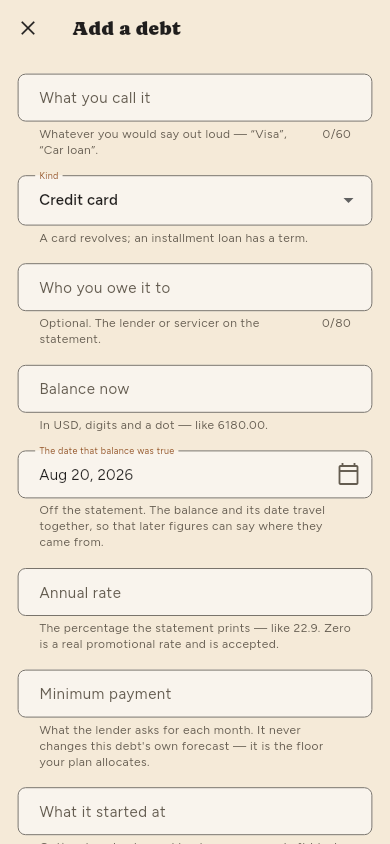 Add a debt
What you call it
Whatever you would say out loud — “Visa”, 0/60
“Car loan”.
Kind
Credit card
A card revolves; an installment loan has a term.
Who you owe it to
Optional. The lender or servicer on the 0/80
statement.
Balance now
In USD, digits and a dot — like 6180.00.
The date that balance was true
Aug 20, 2026
Off the statement. The balance and its date travel
together, so that later figures can say where they
came from.
Annual rate
The percentage the statement prints — like 22.9. Zero
is a real promotional rate and is accepted.
Minimum payment
What the lender asks for each month. It never
changes this debt's own forecast — it is the floor
your plan allocates.
What it started at